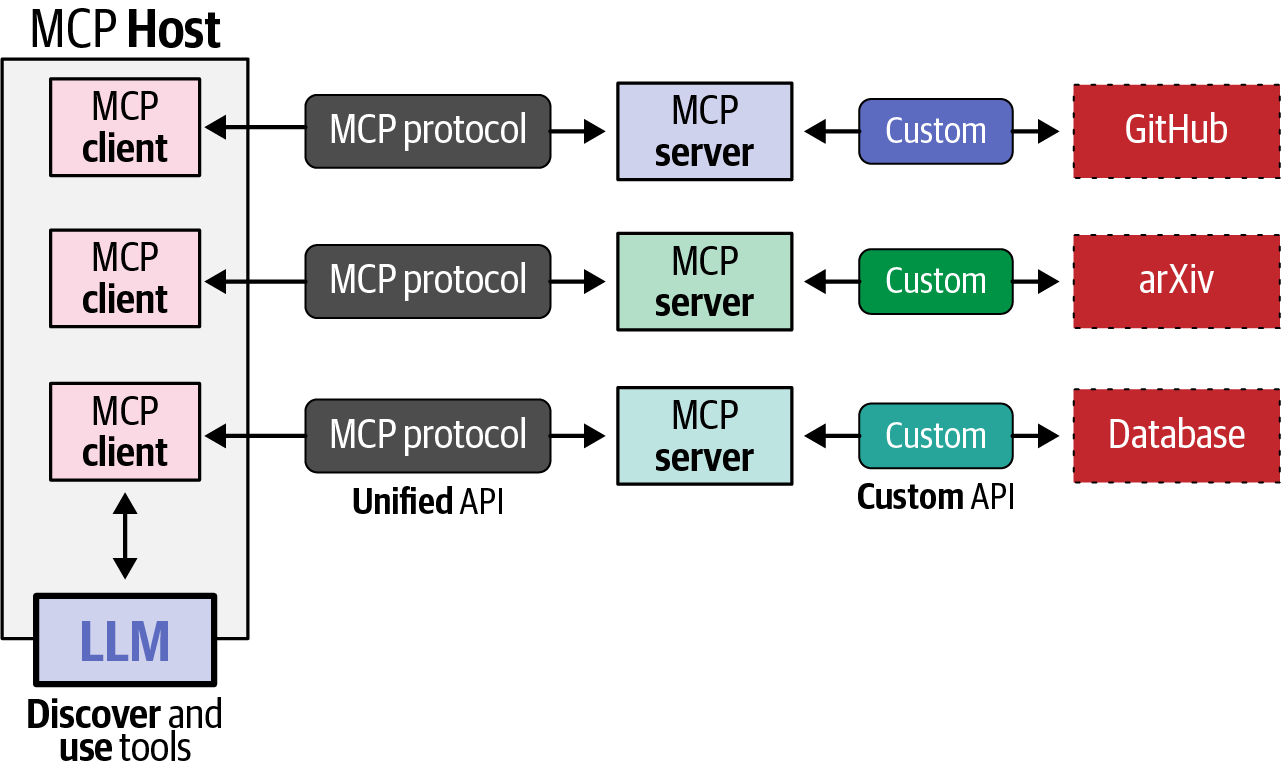 MCP Host
MCP
client
MCP protocol
MCP
server
Custom
GitHub
MCP
client
MCP protocol
MCP
server
Custom
arXiv
MCP
client
MCP protocol
MCP
server
Custom
Database
Unified API
Custom API
LLM
Discover and
use tools